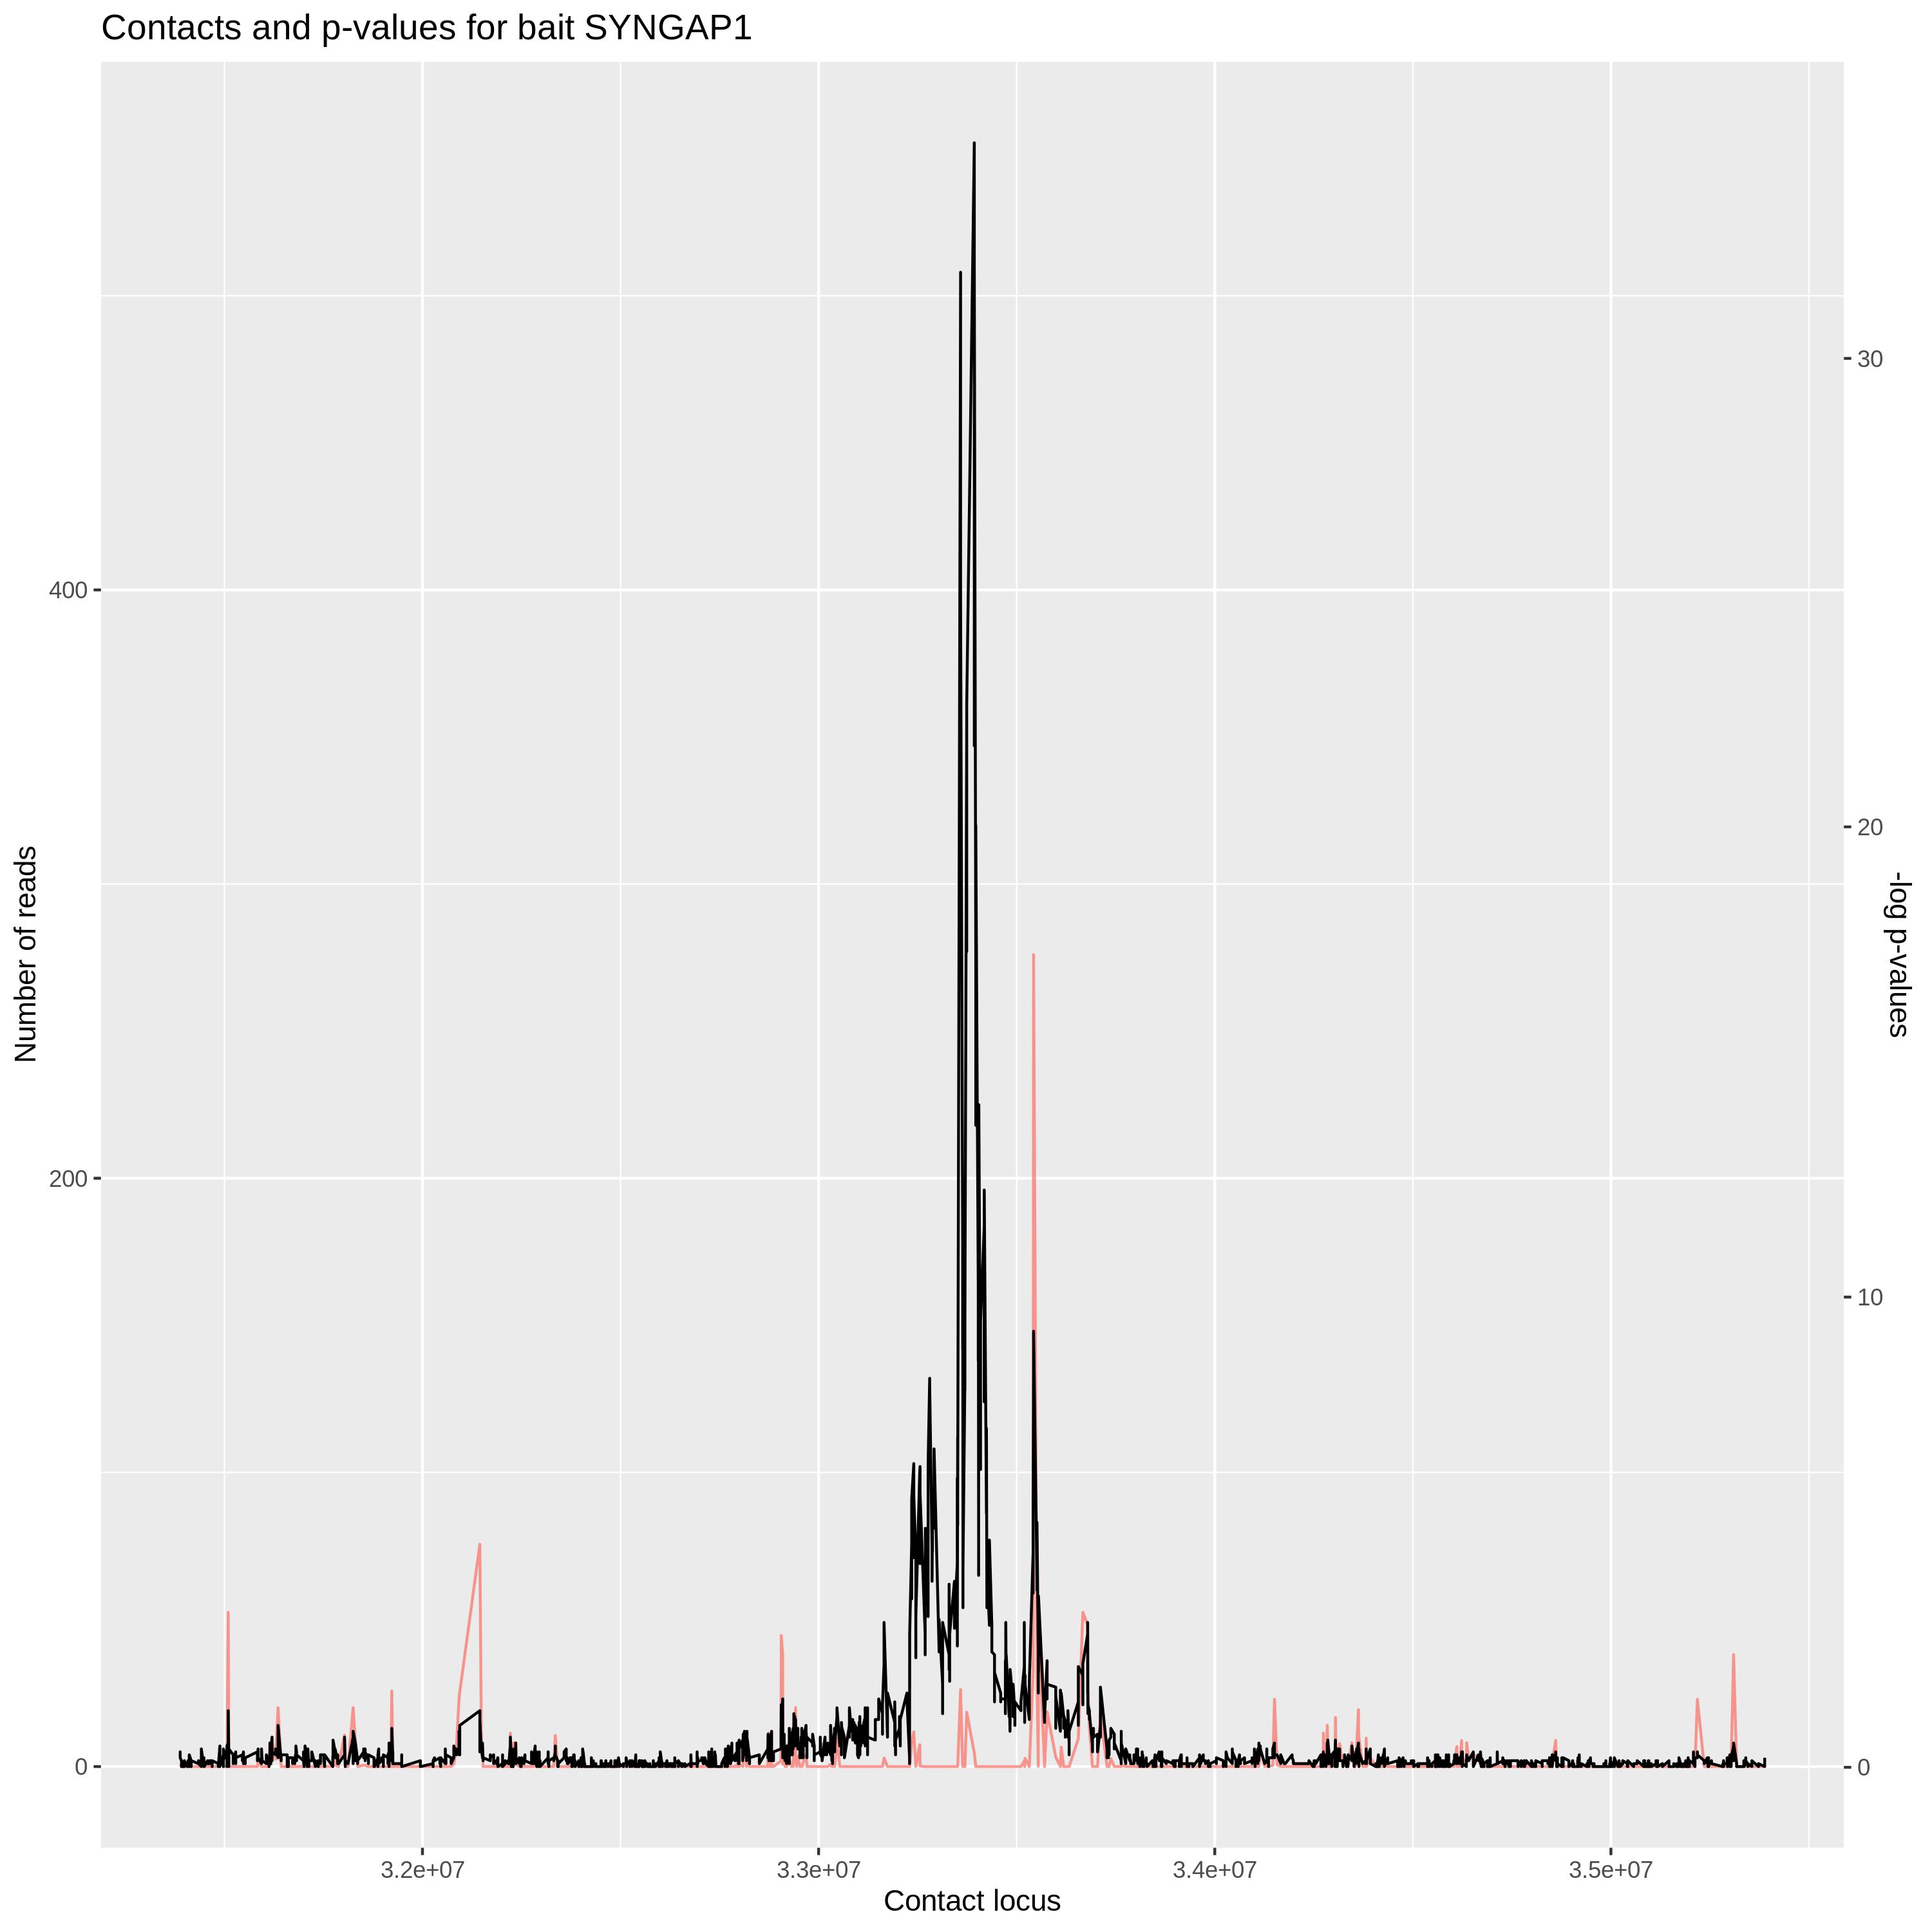 Contacts and p-values for bait SYNGAP1
400
200
0
Number of reads
30
20
10
0
-log p-values
3.2e+07 3.3e+07 3.4e+07 3.5e+07
Contact locus